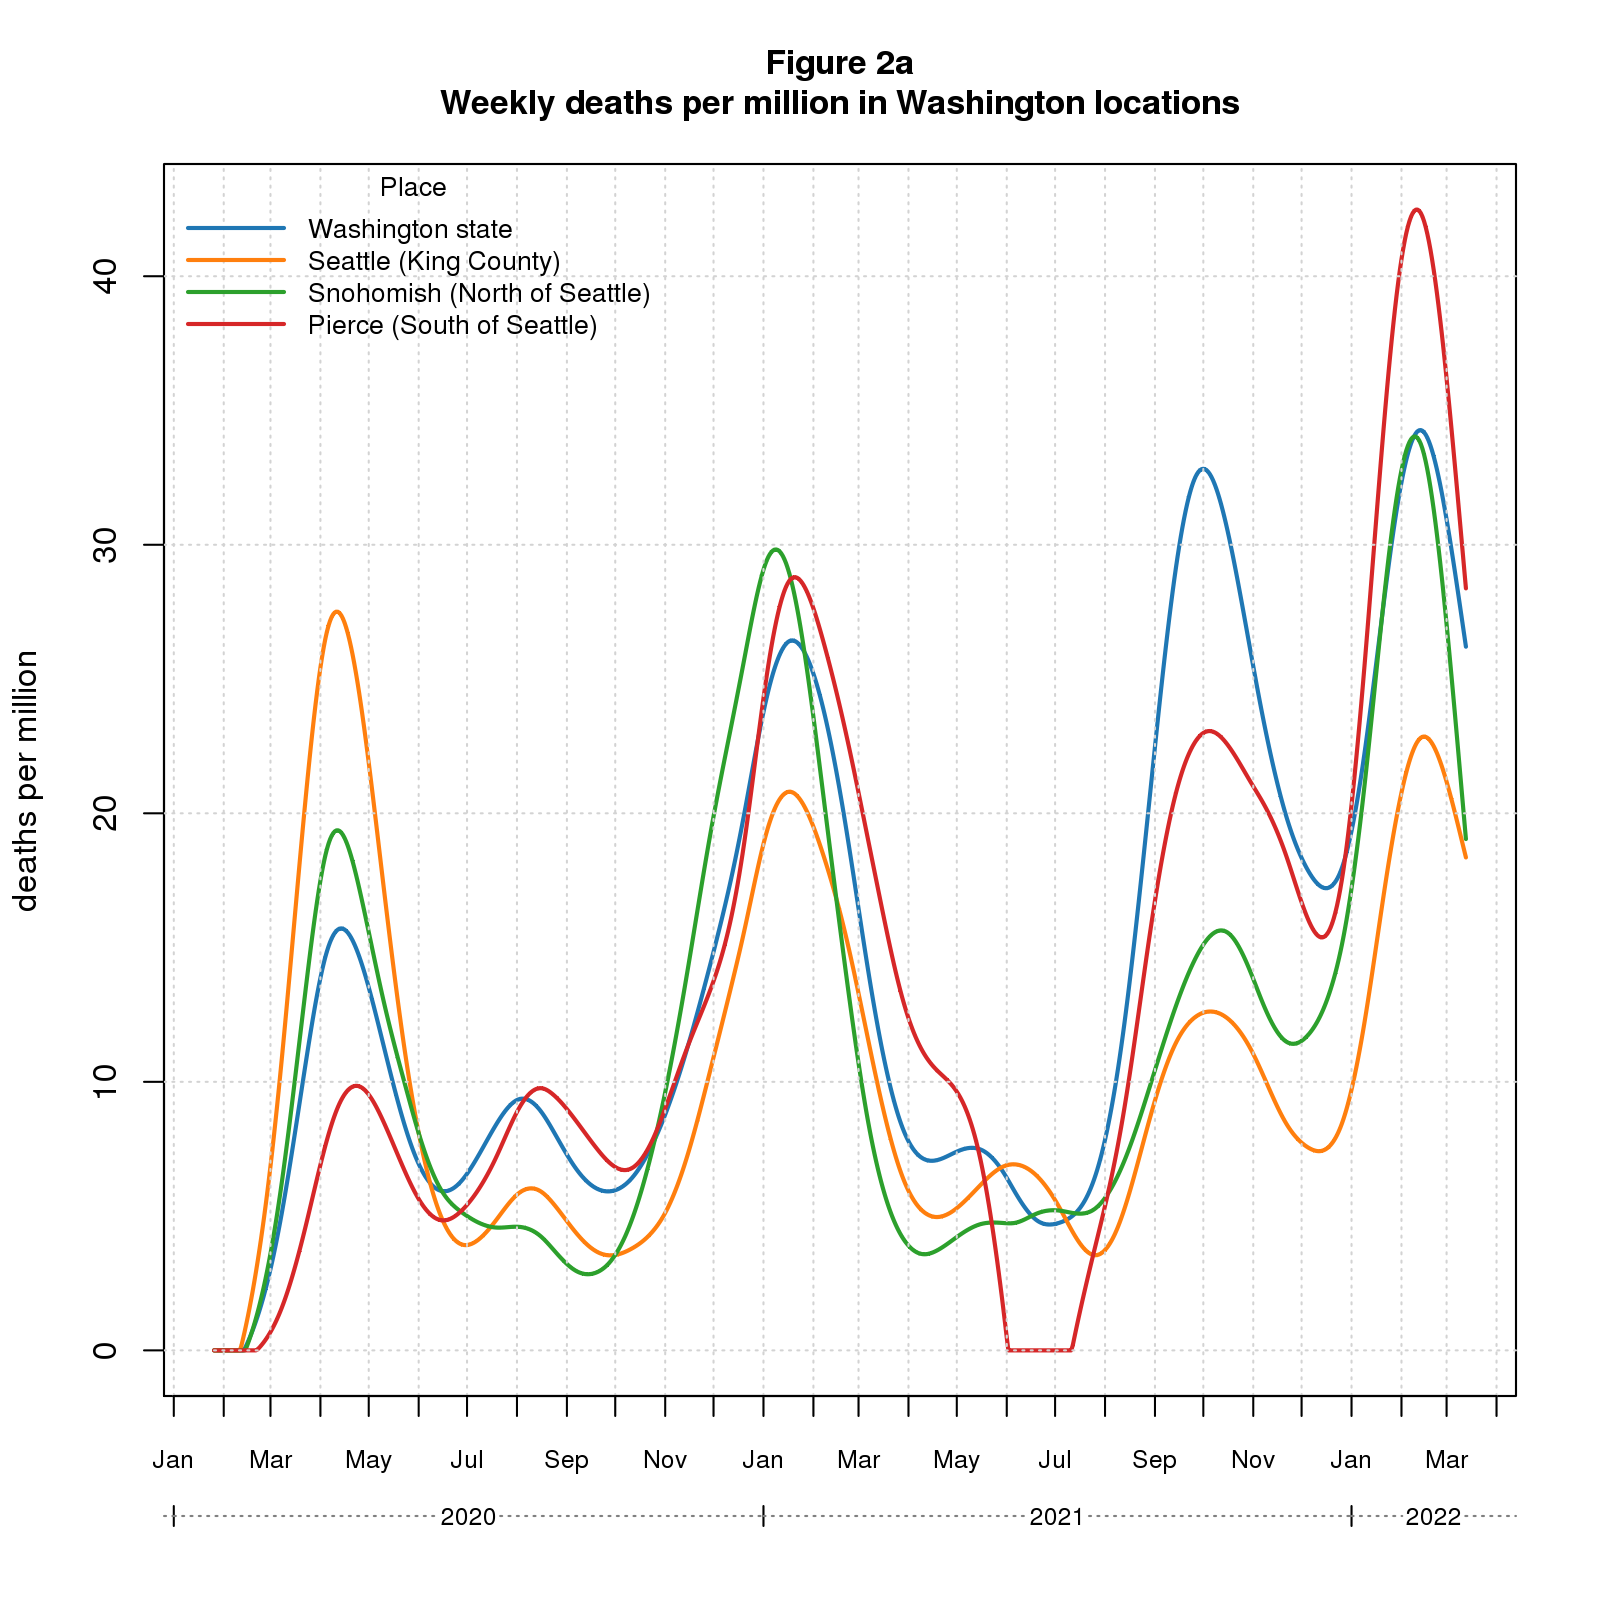 Figure 2a
Weekly deaths per million in Washington locations
Place
Washington state
Seattle (King County)
Snohomish (North of Seattle)
Pierce (South of Seattle)
deaths per million
40
30
20
10
0
Jan Mar May Jul Sep Nov Jan Mar May Jul Sep Nov Jan Mar
2020 2021 2022